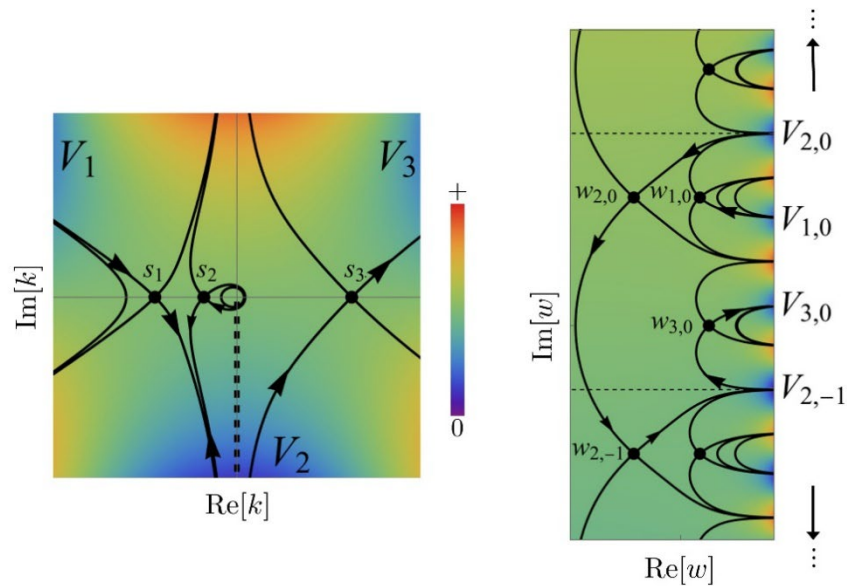 V₁
V₃
s₁
s₂
s₃
V₂
Im[k]
Re[k]
+
0
⋮
V₂,₀
w₂,₀
w₁,₀
V₁,₀
w₃,₀
V₃,₀
V₂,₋₁
w₂,₋₁
Im[w]
Re[w]
⋮